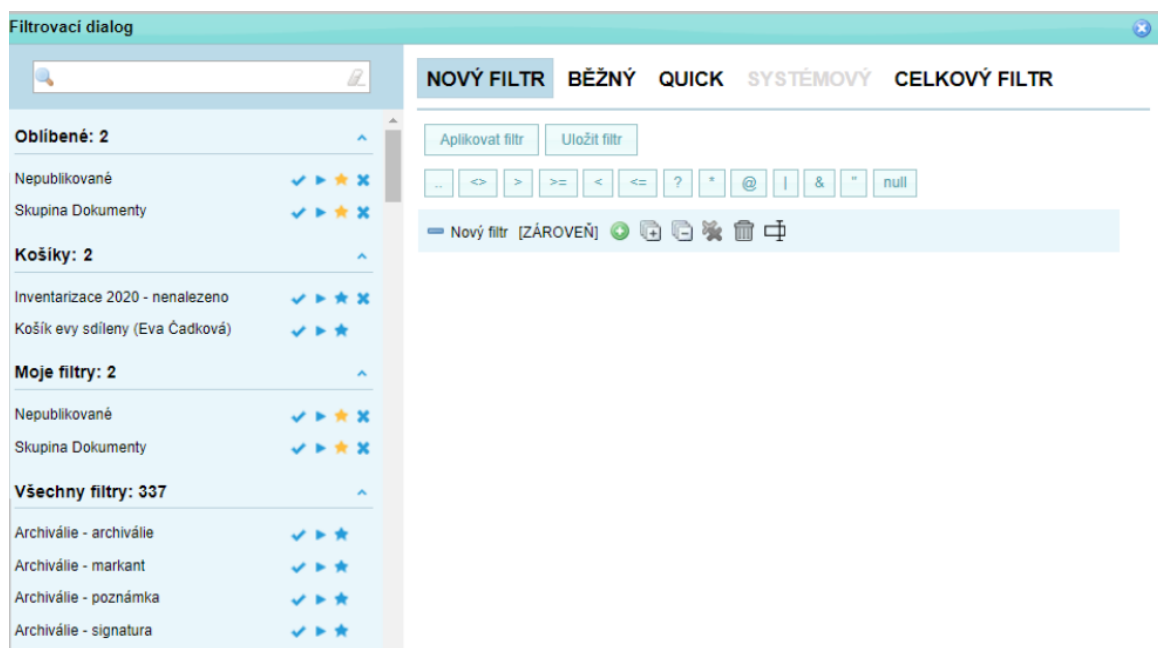 Filtrovací dialog
NOVÝ FILTR BĚŽNÝ QUICK SYSTÉMOVÝ CELKOVÝ FILTR
Oblíbené: 2
Nepublikované
Skupina Dokumenty
Košíky: 2
Inventarizace 2020 - nenalezeno
Košík evy sdíleny (Eva Čadková)
Moje filtry: 2
Nepublikované
Skupina Dokumenty
Všechny filtry: 337
Archiválie - archiválie
Archiválie - markant
Archiválie - poznámka
Archiválie - signatura
Aplikovat filtr Uložit filtr
.. <> > >= < <= ? * @ | & " null
Nový filtr [ZÁROVEŇ]